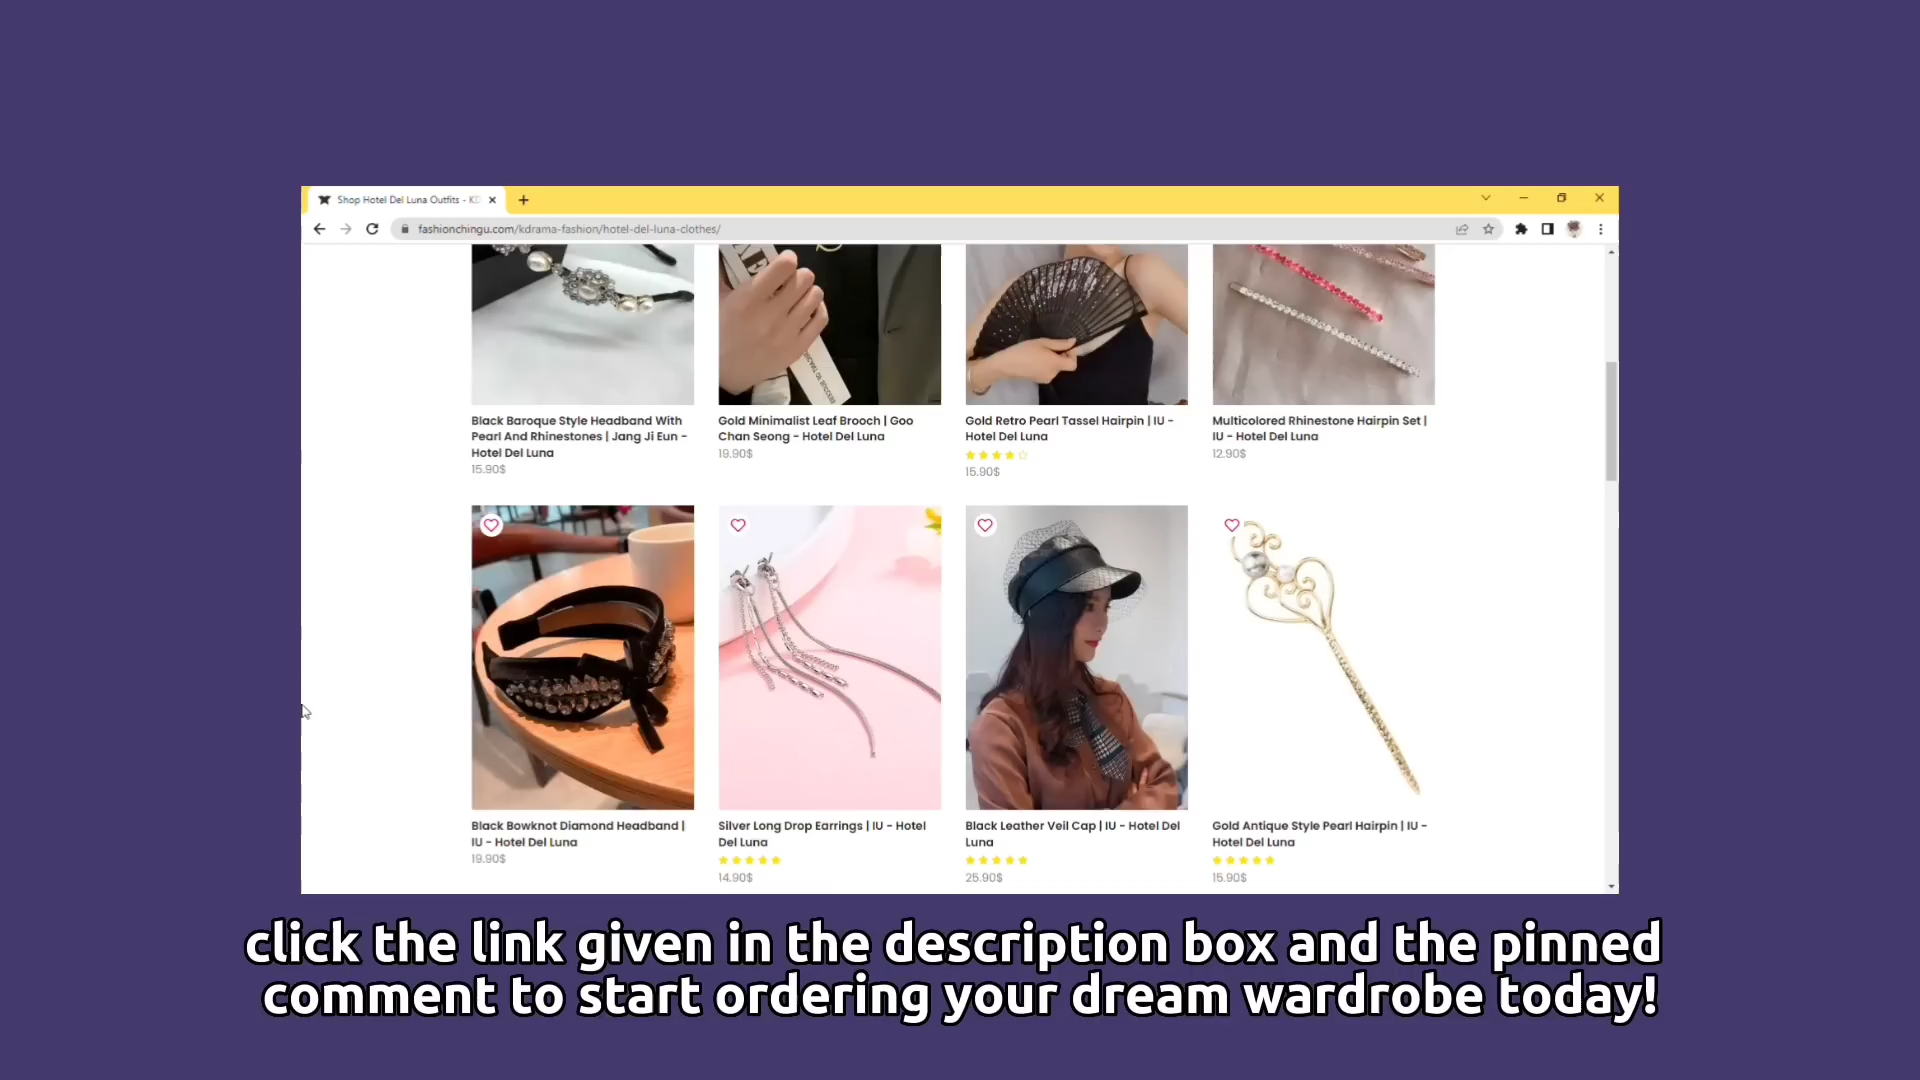 Shop Hotel Del Luna Outfits - KD
fashionchingu.com/kdrama-fashion/hotel-del-luna-clothes/
Black Baroque Style Headband With
Pearl And Rhinestones | Jang Ji Eun -
Hotel Del Luna
15.90$
Gold Minimalist Leaf Brooch | Goo
Chan Seong - Hotel Del Luna
19.90$
Gold Retro Pearl Tassel Hairpin | IU -
Hotel Del Luna
15.90$
Multicolored Rhinestone Hairpin Set |
IU - Hotel Del Luna
12.90$
Black Bowknot Diamond Headband |
IU - Hotel Del Luna
19.90$
Silver Long Drop Earrings | IU - Hotel
Del Luna
14.90$
Black Leather Veil Cap | IU - Hotel Del
Luna
25.90$
Gold Antique Style Pearl Hairpin | IU -
Hotel Del Luna
15.90$
click the link given in the description box and the pinned
comment to start ordering your dream wardrobe today!